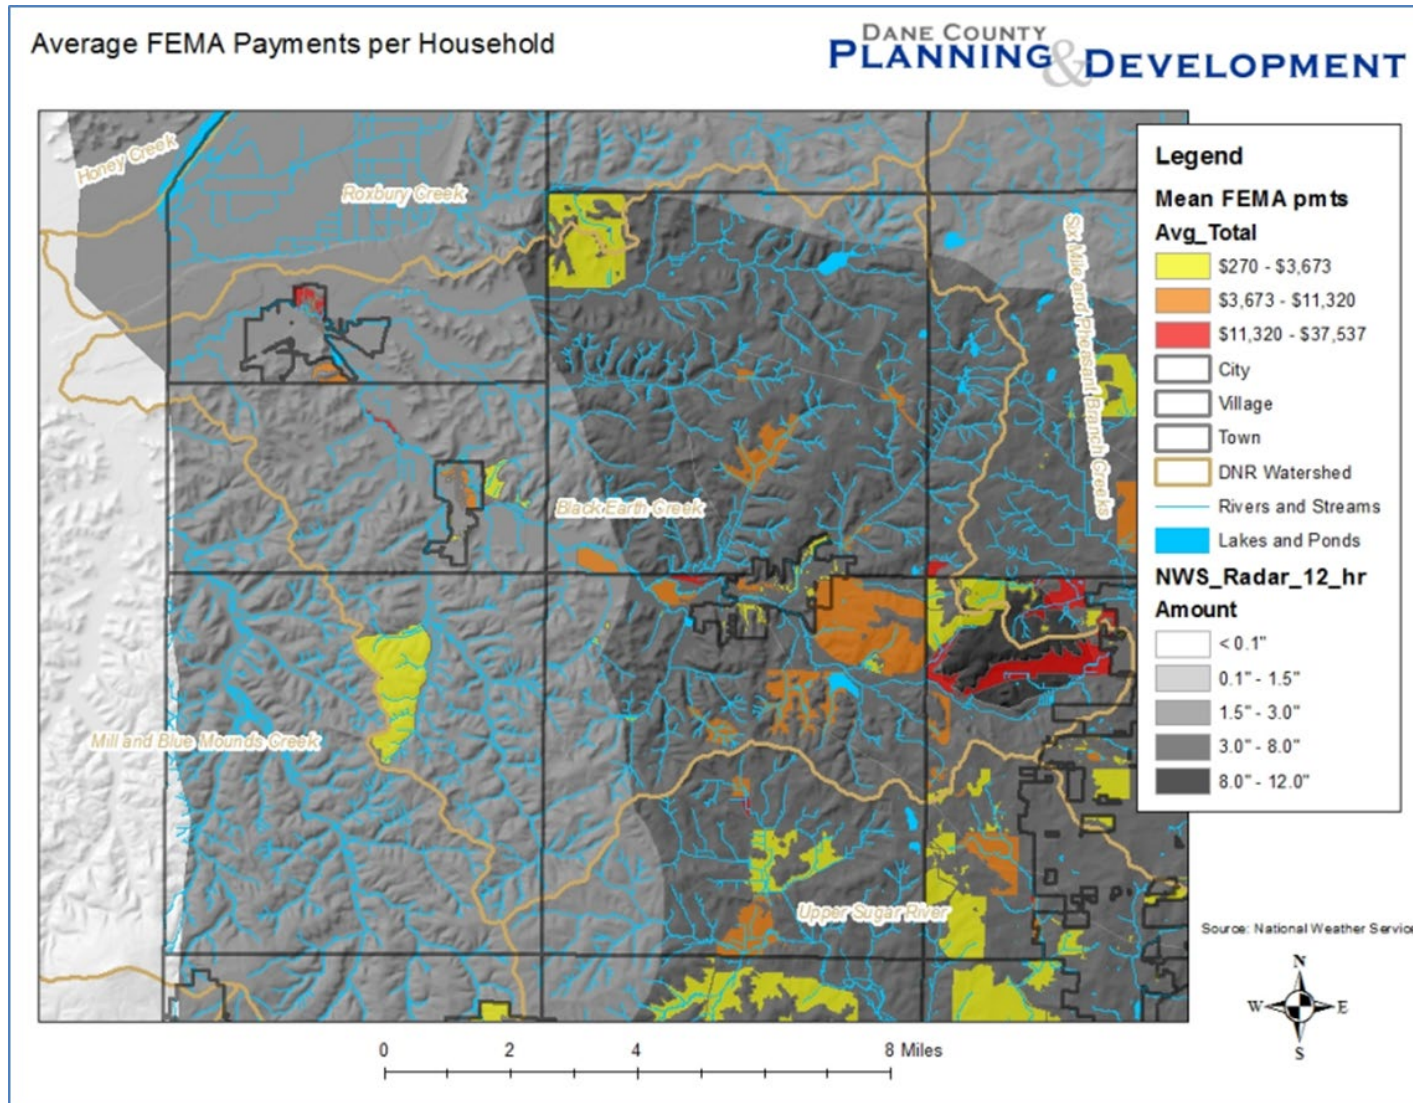 Average FEMA Payments per Household
DANE COUNTY
PLANNING & DEVELOPMENT
Honey Creek
Roxbury Creek
Six Mile and Pheasant Branch Creeks
Black Earth Creek
Mill and Blue Mounds Creek
Upper Sugar River
Legend
Mean FEMA pmts
Avg_Total
$270 - $3,673
$3,673 - $11,320
$11,320 - $37,537
City
Village
Town
DNR Watershed
Rivers and Streams
Lakes and Ponds
NWS_Radar_12_hr
Amount
< 0.1"
0.1" - 1.5"
1.5" - 3.0"
3.0" - 8.0"
8.0" - 12.0"
Source: National Weather Service
N
W E
S
0 2 4 8 Miles